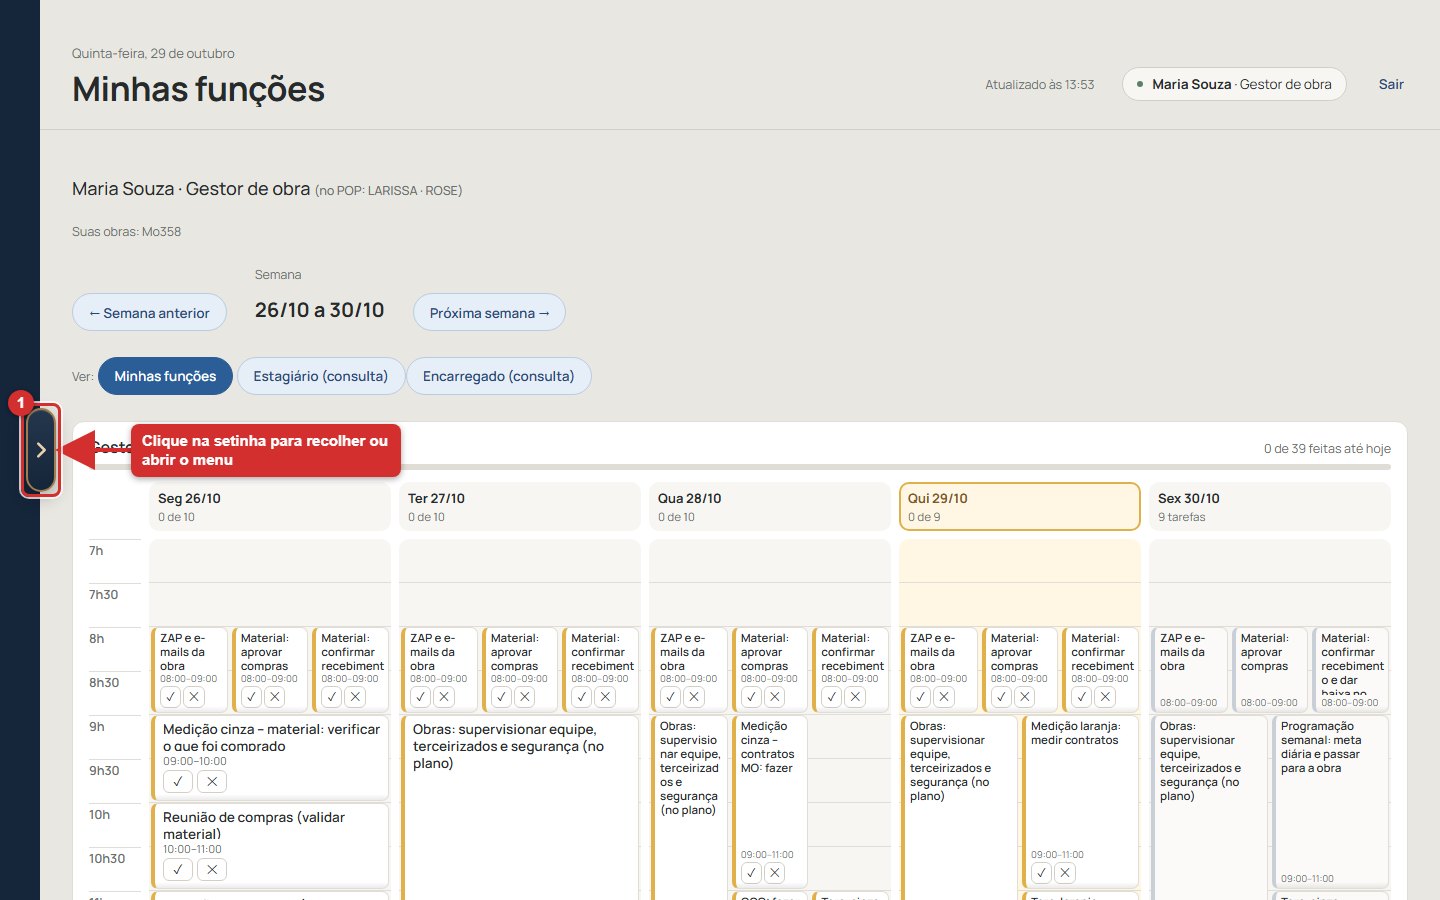 Quinta-feira, 29 de outubro
Minhas funções
Atualizado às 13:53
Maria Souza · Gestor de obra
Sair
Maria Souza · Gestor de obra (no POP: LARISSA · ROSE)
Suas obras: Mo358
Semana
← Semana anterior
26/10 a 30/10
Próxima semana →
Ver:
Minhas funções
Estagiário (consulta)
Encarregado (consulta)
1
Clique na setinha para recolher ou
abrir o menu
0 de 39 feitas até hoje
Seg 26/10
0 de 10
Ter 27/10
0 de 10
Qua 28/10
0 de 10
Qui 29/10
0 de 9
Sex 30/10
9 tarefas
7h
7h30
8h
8h30
9h
9h30
10h
10h30
ZAP e e-
mails da
obra
08:00–09:00
Material:
aprovar
compras
08:00–09:00
Material:
confirmar
recebiment
08:00–09:00
Medição cinza – material: verificar
o que foi comprado
09:00–10:00
Reunião de compras (validar
material)
10:00–11:00
ZAP e e-
mails da
obra
08:00–09:00
Material:
aprovar
compras
08:00–09:00
Material:
confirmar
recebiment
08:00–09:00
Obras: supervisionar equipe,
terceirizados e segurança (no
plano)
ZAP e e-
mails da
obra
08:00–09:00
Material:
aprovar
compras
08:00–09:00
Material:
confirmar
recebiment
08:00–09:00
Obras:
supervisio
nar equipe,
terceirizad
os e
segurança
(no plano)
Medição
cinza –
contratos
MO: fazer
09:00–11:00
ZAP e e-
mails da
obra
08:00–09:00
Material:
aprovar
compras
08:00–09:00
Material:
confirmar
recebiment
08:00–09:00
Obras:
supervisionar
equipe,
terceirizados e
segurança (no
plano)
Medição laranja:
medir contratos
09:00–11:00
ZAP e e-
mails da
obra
08:00–09:00
Material:
aprovar
compras
08:00–09:00
Material:
confirmar
recebiment
o e dar
baixa no
08:00–09:00
Obras:
supervisionar
equipe,
terceirizados e
segurança (no
plano)
Programação
semanal: meta
diária e passar
para a obra
09:00–11:00